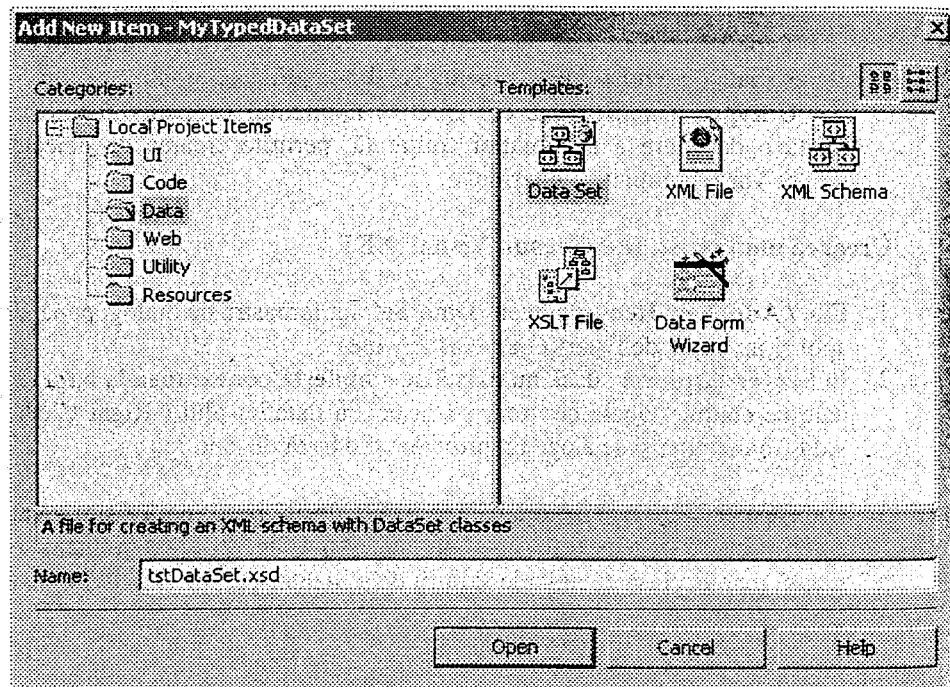 Add New Item - MyTypedDataSet
Categories:
Templates:
Local Project Items
UI
Code
Data
Web
Utility
Resources
Data Set
XML File
XML Schema
XSLT File
Data Form
Wizard
A file for creating an XML schema with DataSet classes
Name:
tstDataSet.xsd
Open
Cancel
Help